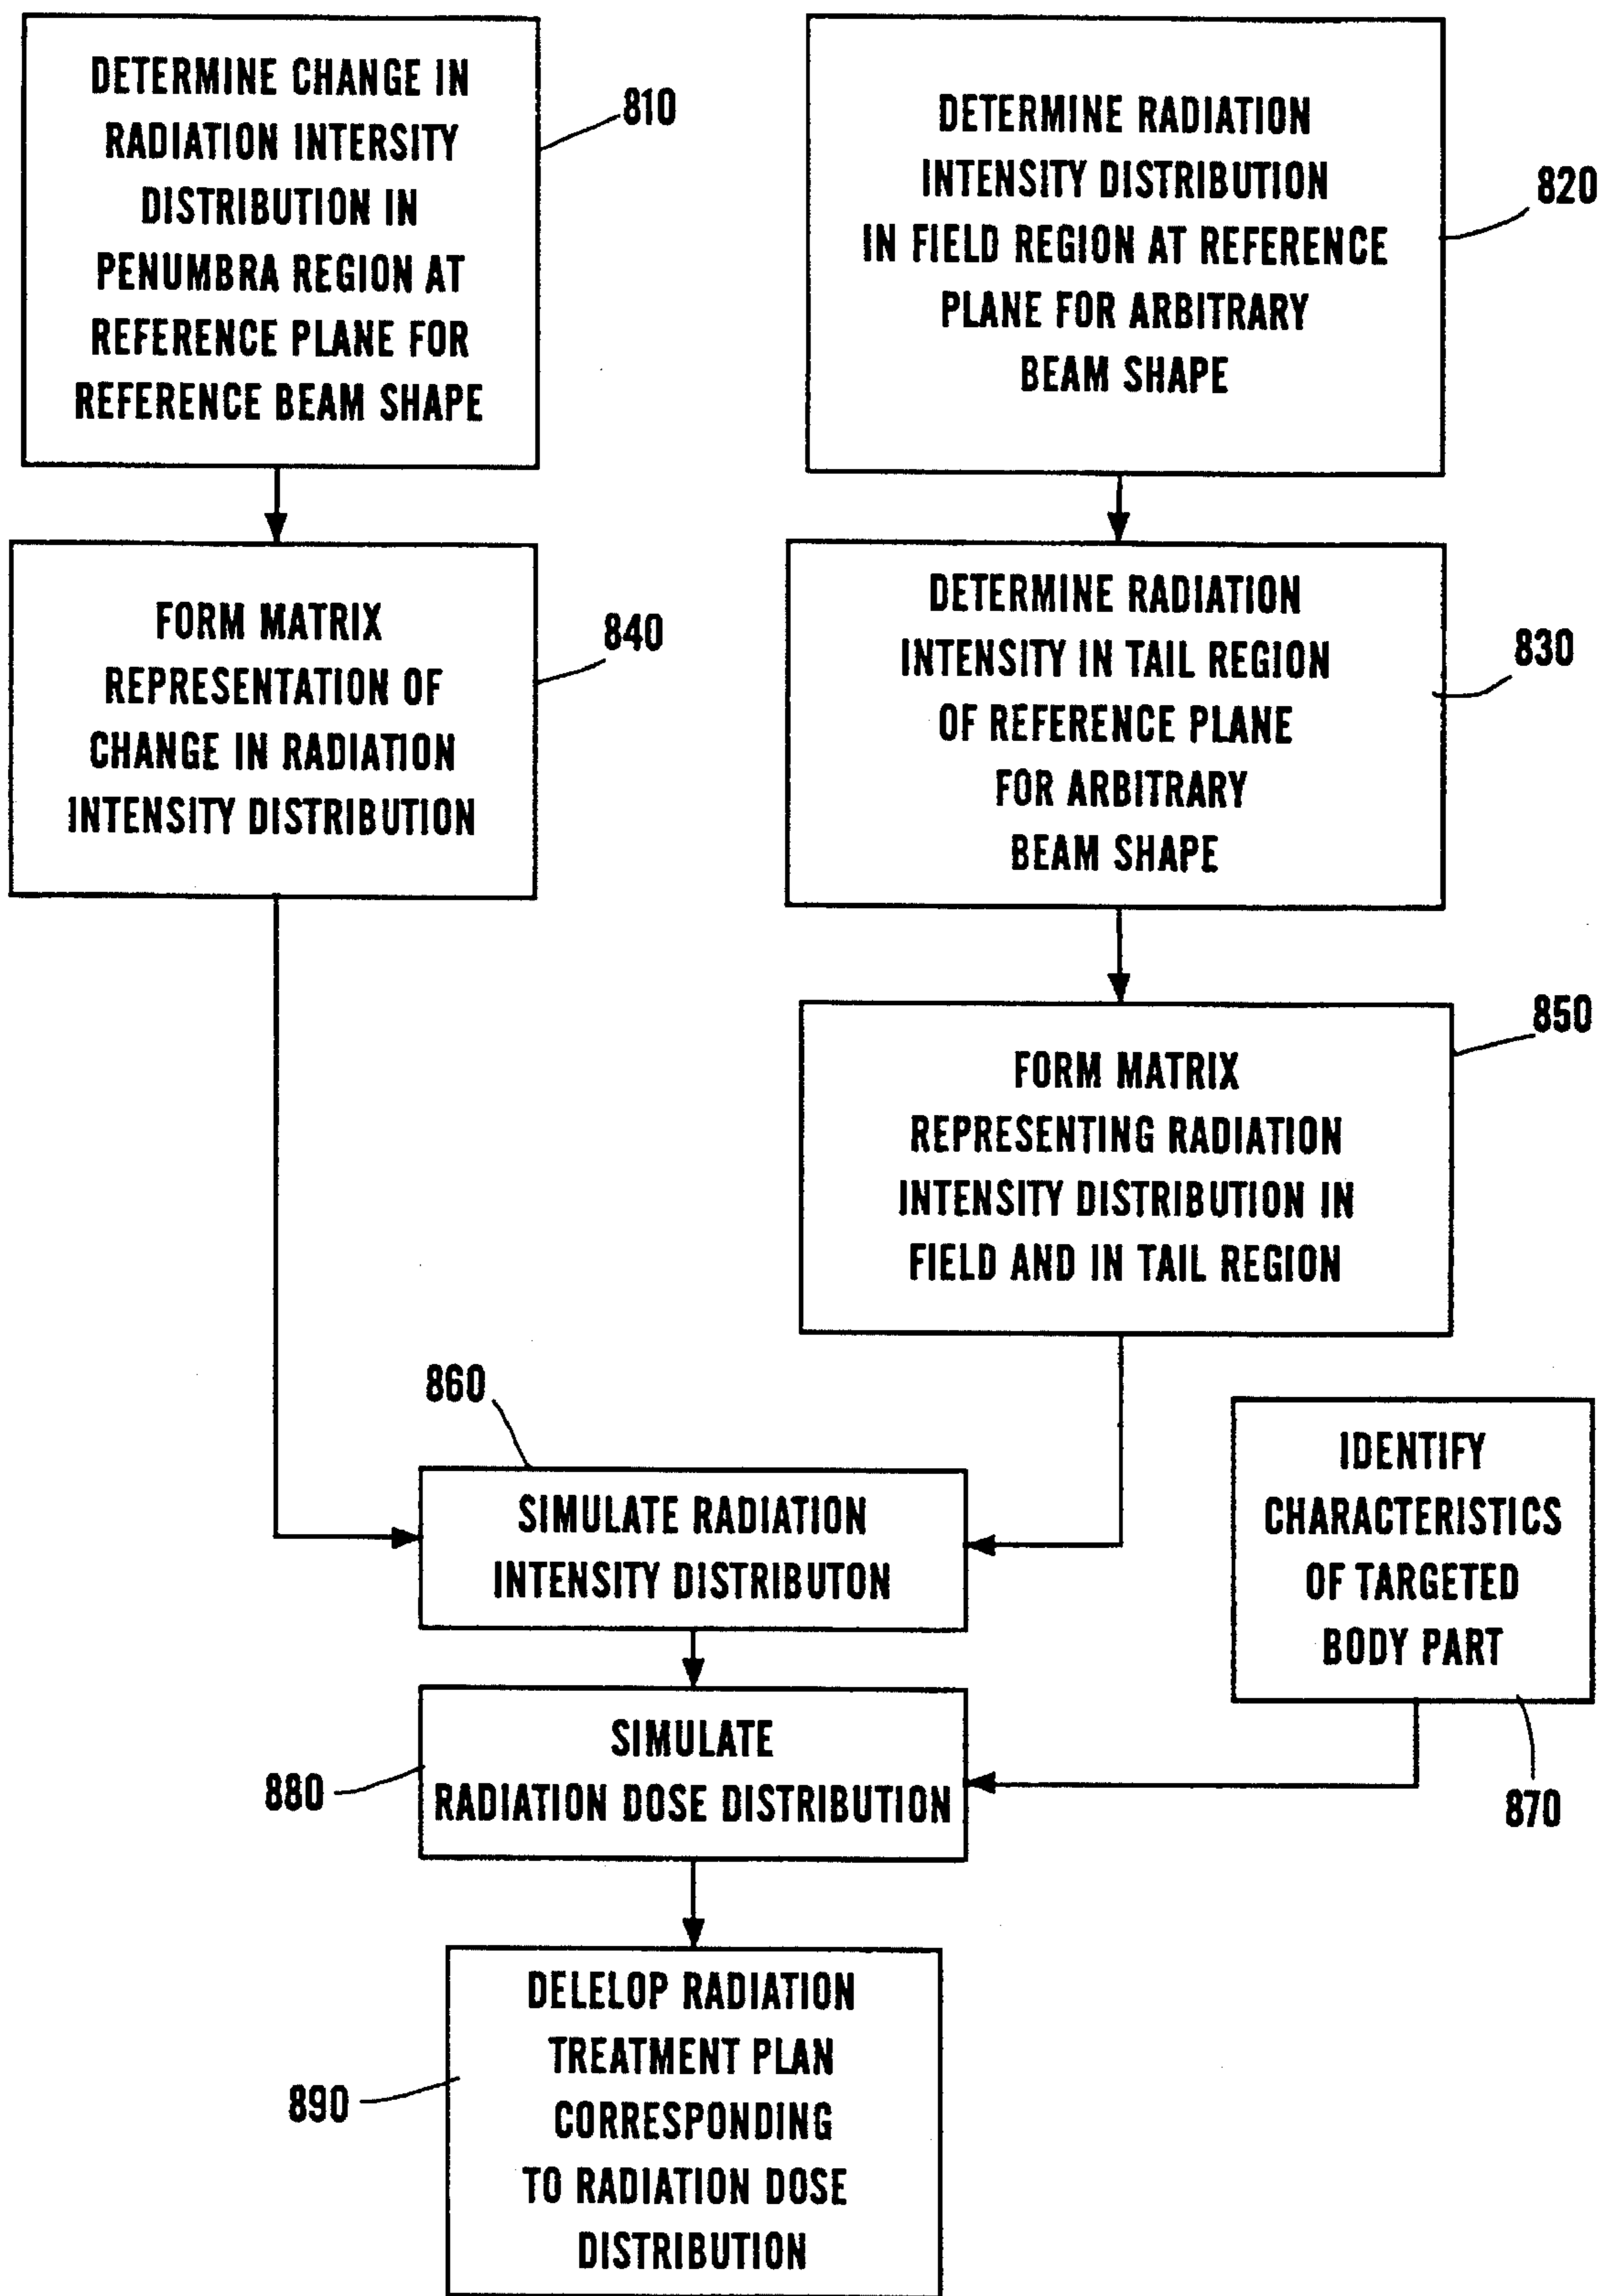 DETERMINE CHANGE IN
RADIATION INTERSITY
DISTRIBUTION IN
PENUMBRA REGION AT
REFERENCE PLANE FOR
REFERENCE BEAM SHAPE
810
DETERMINE RADIATION
INTENSITY DISTRIBUTION
IN FIELD REGION AT REFERENCE
PLANE FOR ARBITRARY
BEAM SHAPE
820
FORM MATRIX
REPRESENTATION OF
CHANGE IN RADIATION
INTENSITY DISTRIBUTION
840
DETERMINE RADIATION
INTENSITY IN TAIL REGION
OF REFERENCE PLANE
FOR ARBITRARY
BEAM SHAPE
830
FORM MATRIX
REPRESENTING RADIATION
INTENSITY DISTRIBUTION IN
FIELD AND IN TAIL REGION
850
860
SIMULATE RADIATION
INTENSITY DISTRIBUTON
IDENTIFY
CHARACTERISTICS
OF TARGETED
BODY PART
870
SIMULATE
RADIATION DOSE DISTRIBUTION
880
DELELOP RADIATION
TREATMENT PLAN
CORRESPONDING
TO RADIATION DOSE
DISTRIBUTION
890